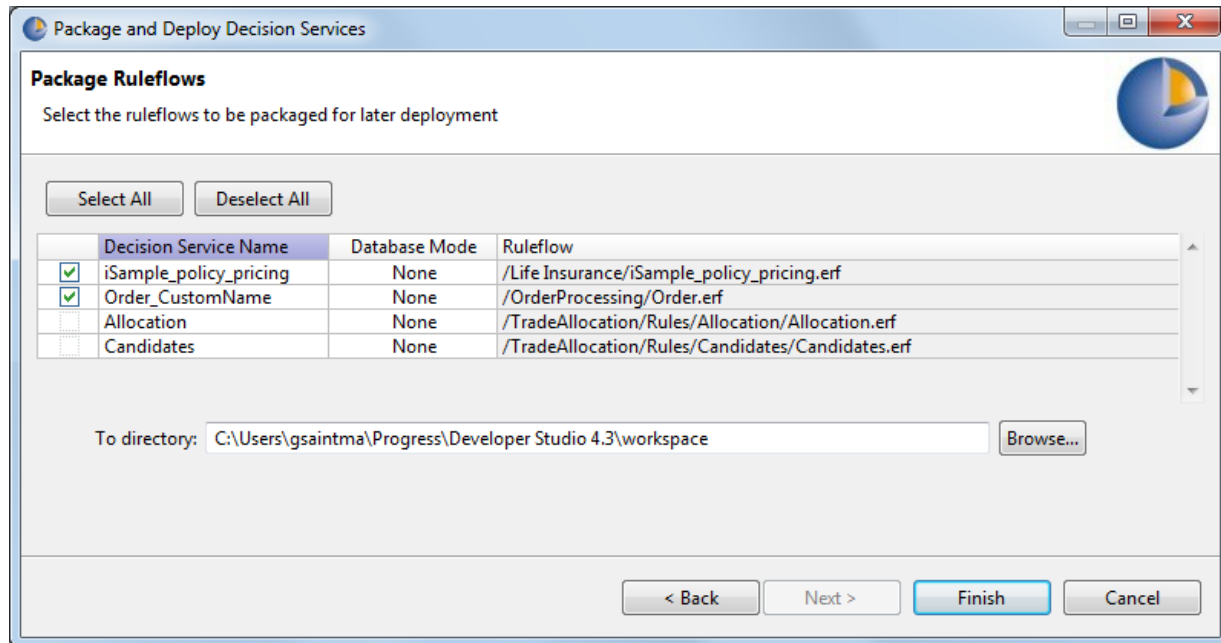 Package and Deploy Decision Services
Package Ruleflows
Select the ruleflows to be packaged for later deployment
Select All Deselect All
Decision Service Name Database Mode Ruleflow
iSample_policy_pricing None /Life Insurance/iSample_policy_pricing.erf
Order_CustomName None /OrderProcessing/Order.erf
Allocation None /TradeAllocation/Rules/Allocation/Allocation.erf
Candidates None /TradeAllocation/Rules/Candidates/Candidates.erf
To directory: C:\Users\gsaintma\Progress\Developer Studio 4.3\workspace Browse...
< Back Next > Finish Cancel